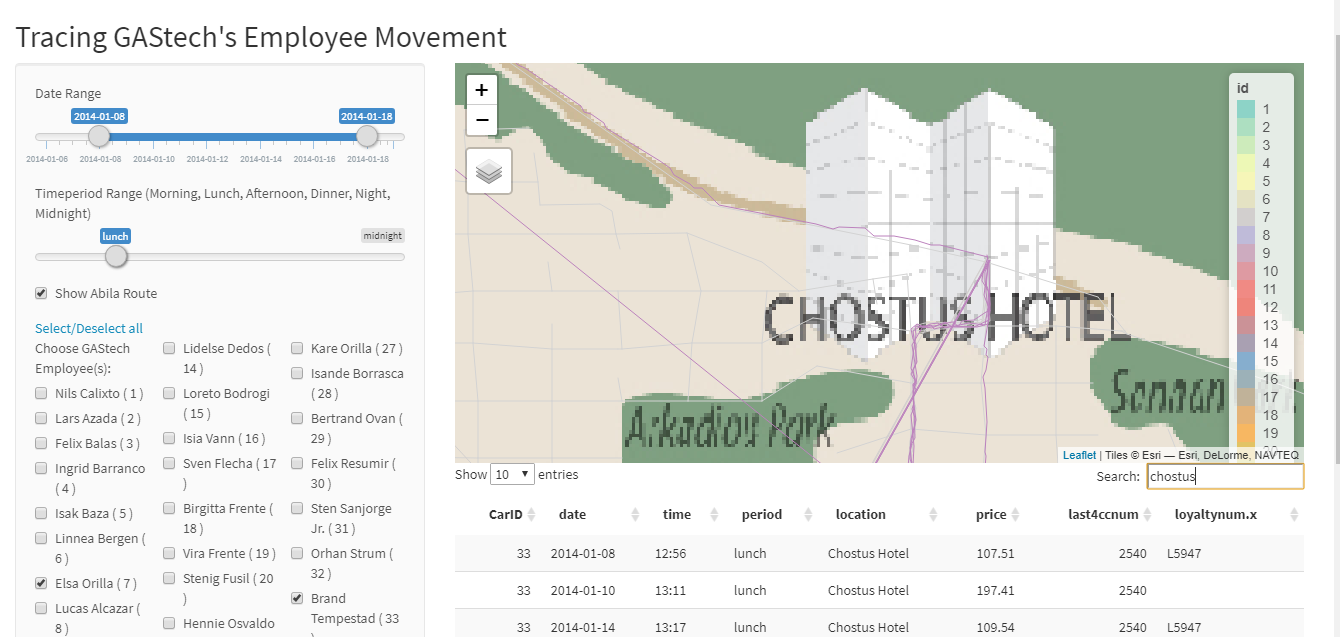 Tracing GAStech's Employee Movement
Date Range
2014-01-08
2014-01-18
2014-01-06
2014-01-08
2014-01-10
2014-01-12
2014-01-14
2014-01-16
2014-01-18
Timeperiod Range (Morning, Lunch, Afternoon, Dinner, Night,
Midnight)
lunch
midnight
Show Abila Route
Select/Deselect all
Choose GAStech
Employee(s):
Nils Calixto ( 1 )
Lars Azada ( 2 )
Felix Balas ( 3 )
Ingrid Barranco
( 4 )
Isak Baza ( 5 )
Linnea Bergen (
6 )
Elsa Orilla ( 7 )
Lucas Alcazar (
8 )
Lidelse Dedos (
14 )
Loreto Bodrogi
( 15 )
Isia Vann ( 16 )
Sven Flecha ( 17
)
Birgitta Frente (
18 )
Vira Frente ( 19 )
Stenig Fusil ( 20
)
Hennie Osvaldo
Kare Orilla ( 27 )
Isande Borrasca
( 28 )
Bertrand Ovan (
29 )
Felix Resumir (
30 )
Sten Sanjorge
Jr. ( 31 )
Orhan Strum (
32 )
Brand
Tempestad ( 33
+
−
CHOSTUS HOTEL
Arkadios Park
id
1
2
3
4
5
6
7
8
9
10
11
12
13
14
15
16
17
18
19
Leaflet | Tiles © Esri — Esri, DeLorme, NAVTEQ
Show 10 entries
Search: chostus
CarID date time period location price last4ccnum loyaltynum.x
33 2014-01-08 12:56 lunch Chostus Hotel 107.51 2540 L5947
33 2014-01-10 13:11 lunch Chostus Hotel 197.41 2540
33 2014-01-14 13:17 lunch Chostus Hotel 109.54 2540 L5947